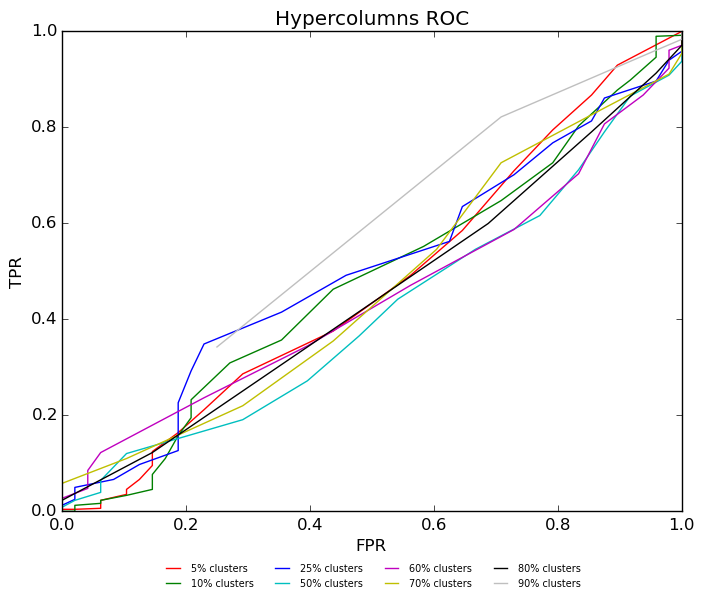 Hypercolumns ROC
1.0
0.8
0.6
0.4
0.2
0.0
TPR
0.0 0.2 0.4 0.6 0.8 1.0
FPR
5% clusters 25% clusters 60% clusters 80% clusters
10% clusters 50% clusters 70% clusters 90% clusters